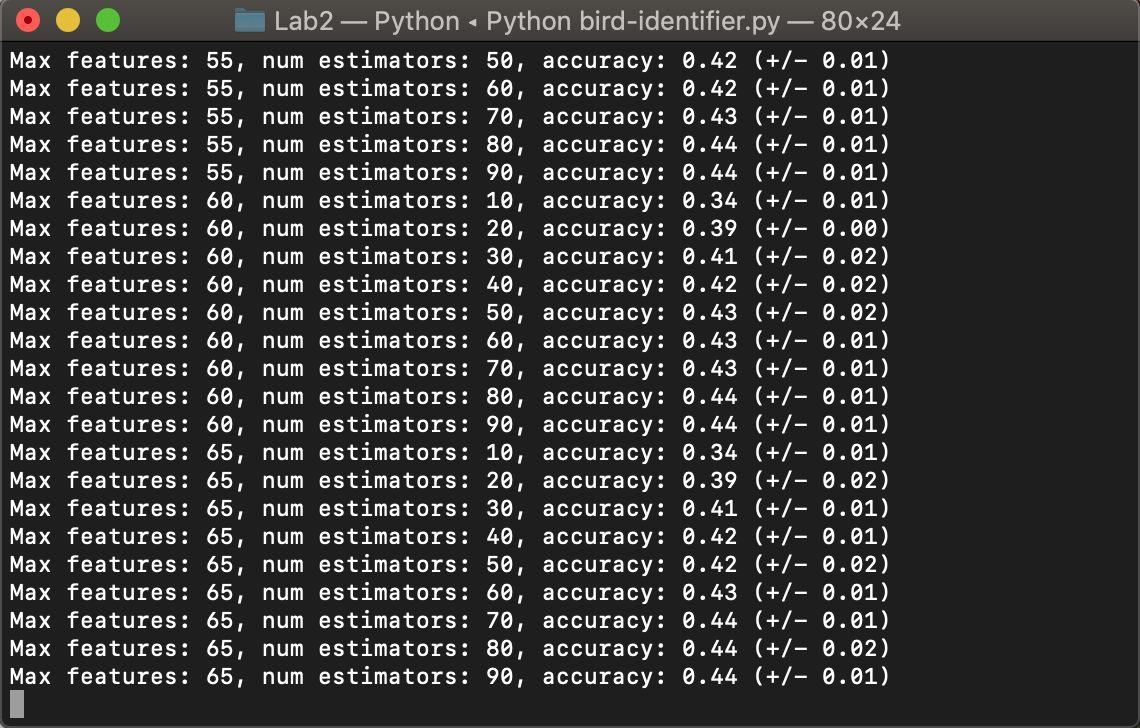 Lab2 — Python ◂ Python bird-identifier.py — 80×24
Max features: 55, num estimators: 50, accuracy: 0.42 (+/- 0.01)
Max features: 55, num estimators: 60, accuracy: 0.42 (+/- 0.01)
Max features: 55, num estimators: 70, accuracy: 0.43 (+/- 0.01)
Max features: 55, num estimators: 80, accuracy: 0.44 (+/- 0.01)
Max features: 55, num estimators: 90, accuracy: 0.44 (+/- 0.01)
Max features: 60, num estimators: 10, accuracy: 0.34 (+/- 0.01)
Max features: 60, num estimators: 20, accuracy: 0.39 (+/- 0.00)
Max features: 60, num estimators: 30, accuracy: 0.41 (+/- 0.02)
Max features: 60, num estimators: 40, accuracy: 0.42 (+/- 0.02)
Max features: 60, num estimators: 50, accuracy: 0.43 (+/- 0.02)
Max features: 60, num estimators: 60, accuracy: 0.43 (+/- 0.01)
Max features: 60, num estimators: 70, accuracy: 0.43 (+/- 0.01)
Max features: 60, num estimators: 80, accuracy: 0.44 (+/- 0.01)
Max features: 60, num estimators: 90, accuracy: 0.44 (+/- 0.01)
Max features: 65, num estimators: 10, accuracy: 0.34 (+/- 0.01)
Max features: 65, num estimators: 20, accuracy: 0.39 (+/- 0.02)
Max features: 65, num estimators: 30, accuracy: 0.41 (+/- 0.01)
Max features: 65, num estimators: 40, accuracy: 0.42 (+/- 0.01)
Max features: 65, num estimators: 50, accuracy: 0.42 (+/- 0.02)
Max features: 65, num estimators: 60, accuracy: 0.43 (+/- 0.01)
Max features: 65, num estimators: 70, accuracy: 0.44 (+/- 0.01)
Max features: 65, num estimators: 80, accuracy: 0.44 (+/- 0.02)
Max features: 65, num estimators: 90, accuracy: 0.44 (+/- 0.01)